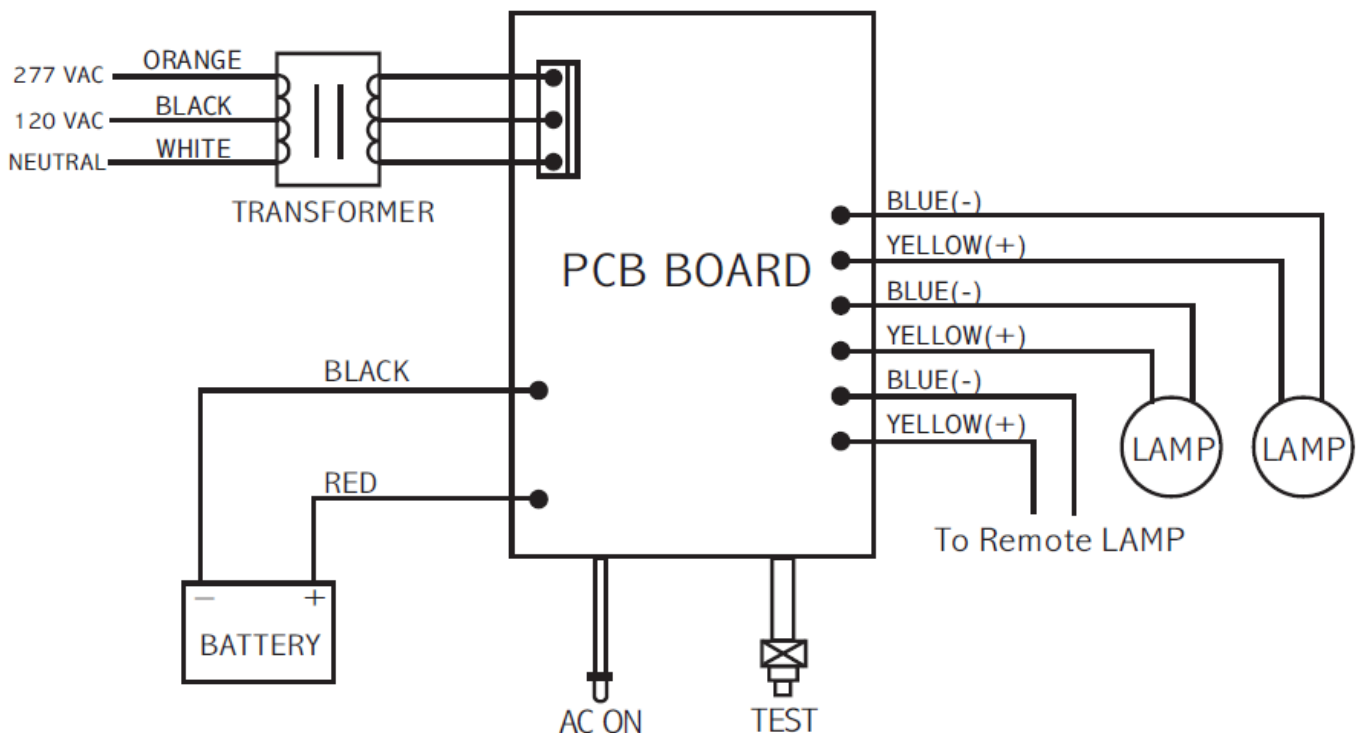 277 VAC
ORANGE
120 VAC
BLACK
NEUTRAL
WHITE
TRANSFORMER
PCB BOARD
BLUE(-)
YELLOW(+)
BLUE(-)
YELLOW(+)
BLUE(-)
YELLOW(+)
LAMP
LAMP
To Remote LAMP
BLACK
RED
− +
BATTERY
AC ON
TEST